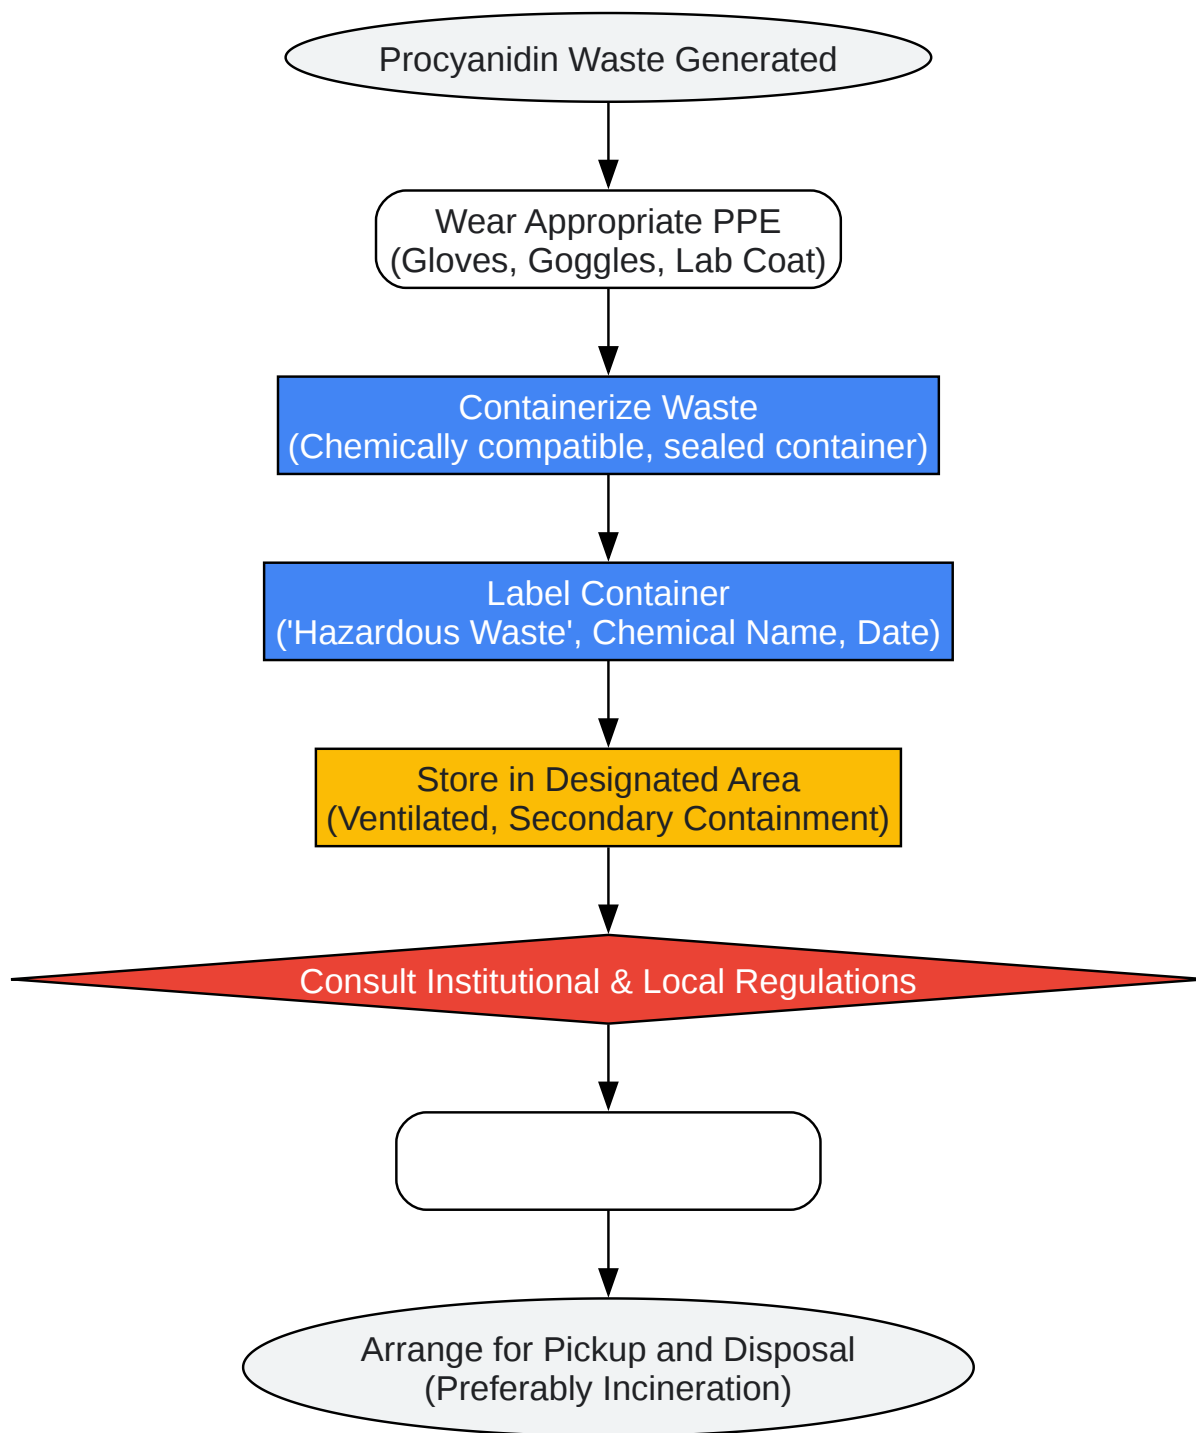 Procyanidin Waste Generated
Wear Appropriate PPE
(Gloves, Goggles, Lab Coat)
Containerize Waste
(Chemically compatible, sealed container)
Label Container
('Hazardous Waste', Chemical Name, Date)
Store in Designated Area
(Ventilated, Secondary Containment)
Consult Institutional & Local Regulations
Arrange for Pickup and Disposal
(Preferably Incineration)